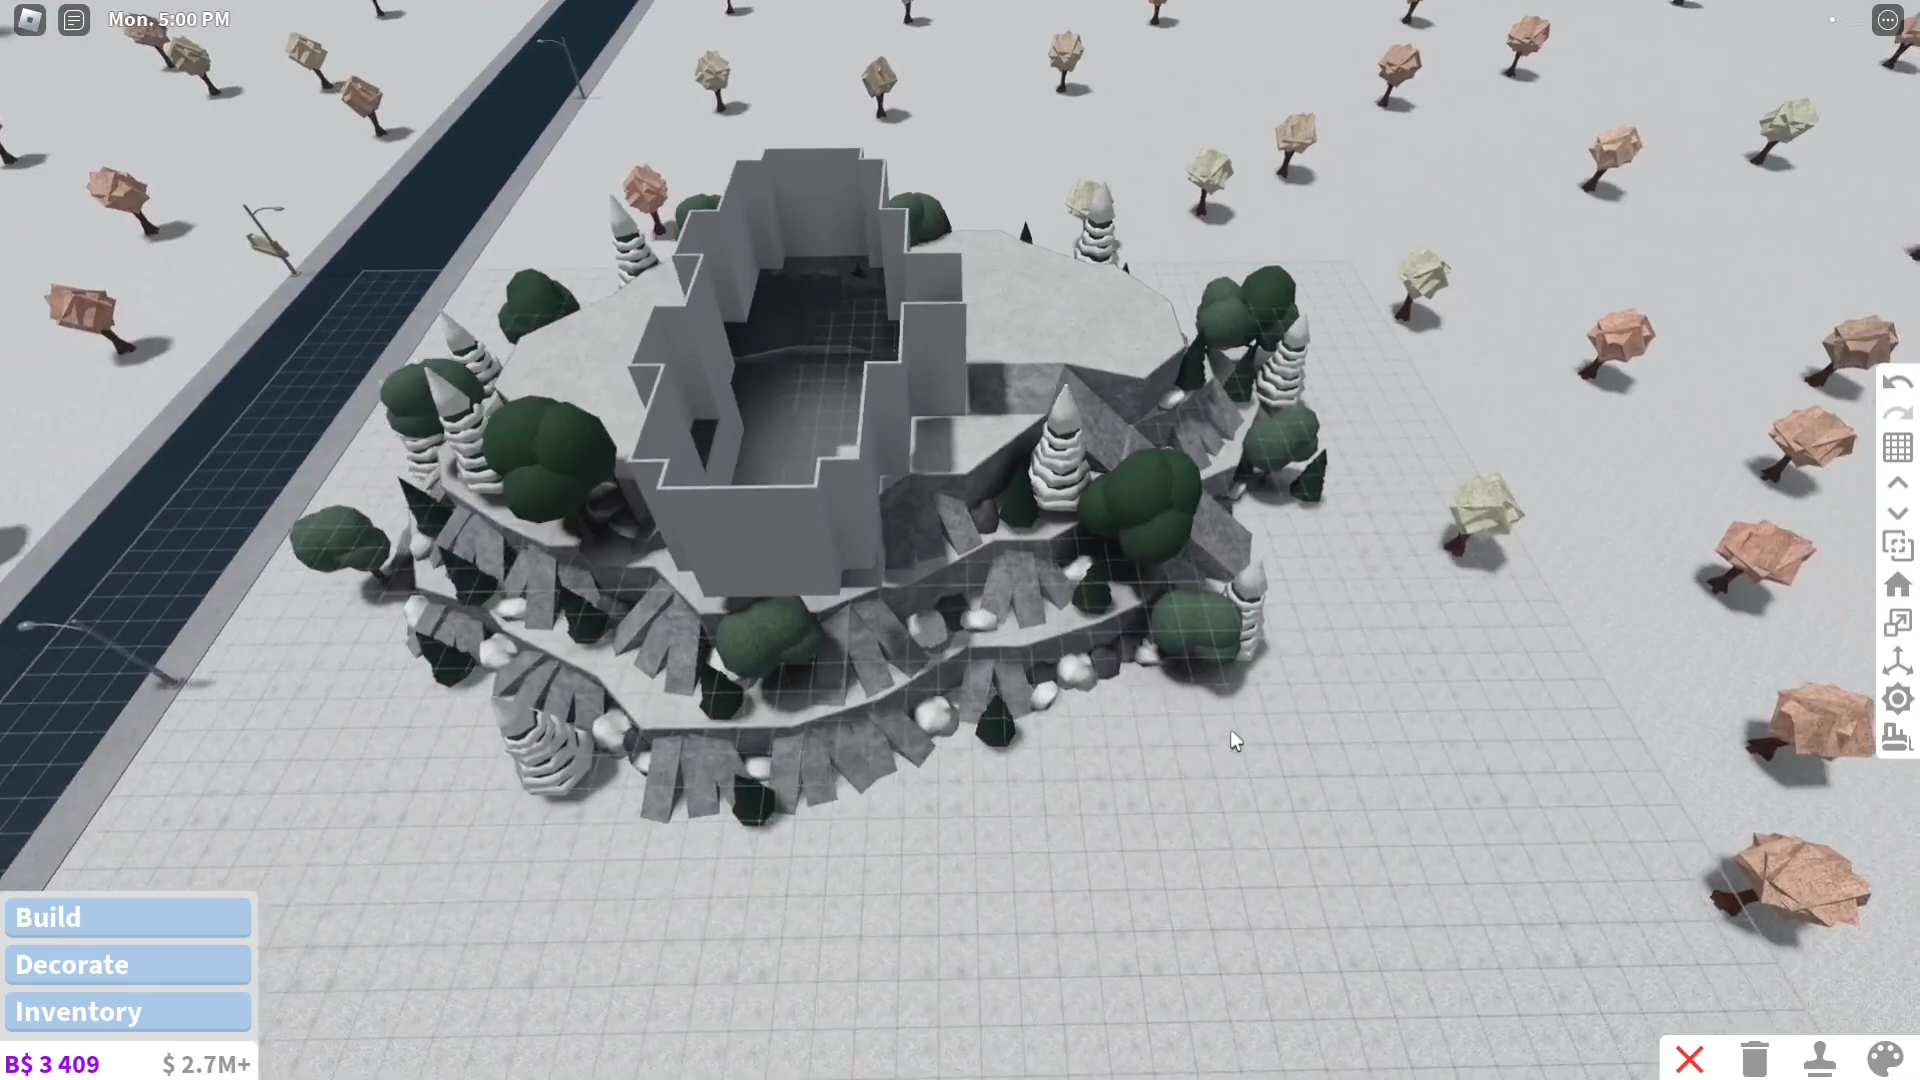 Mon. 5:00 PM
Build
Decorate
Inventory
B$ 3 409
$ 2.7M+